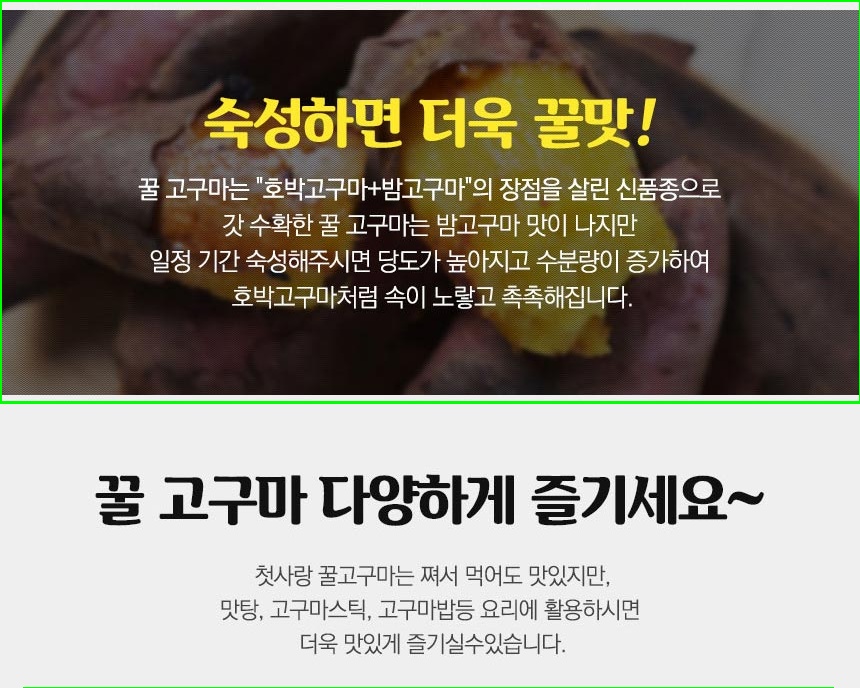 숙성하면 더욱 꿀맛!
꿀 고구마는 "호박고구마+밤고구마"의 장점을 살린 신품종으로
갓 수확한 꿀 고구마는 밤고구마 맛이 나지만
일정 기간 숙성해주시면 당도가 높아지고 수분량이 증가하여
호박고구마처럼 속이 노랗고 촉촉해집니다.
꿀 고구마 다양하게 즐기세요~
첫사랑 꿀고구마는 쪄서 먹어도 맛있지만,
맛탕, 고구마스틱, 고구마밥등 요리에 활용하시면
더욱 맛있게 즐기실수있습니다.